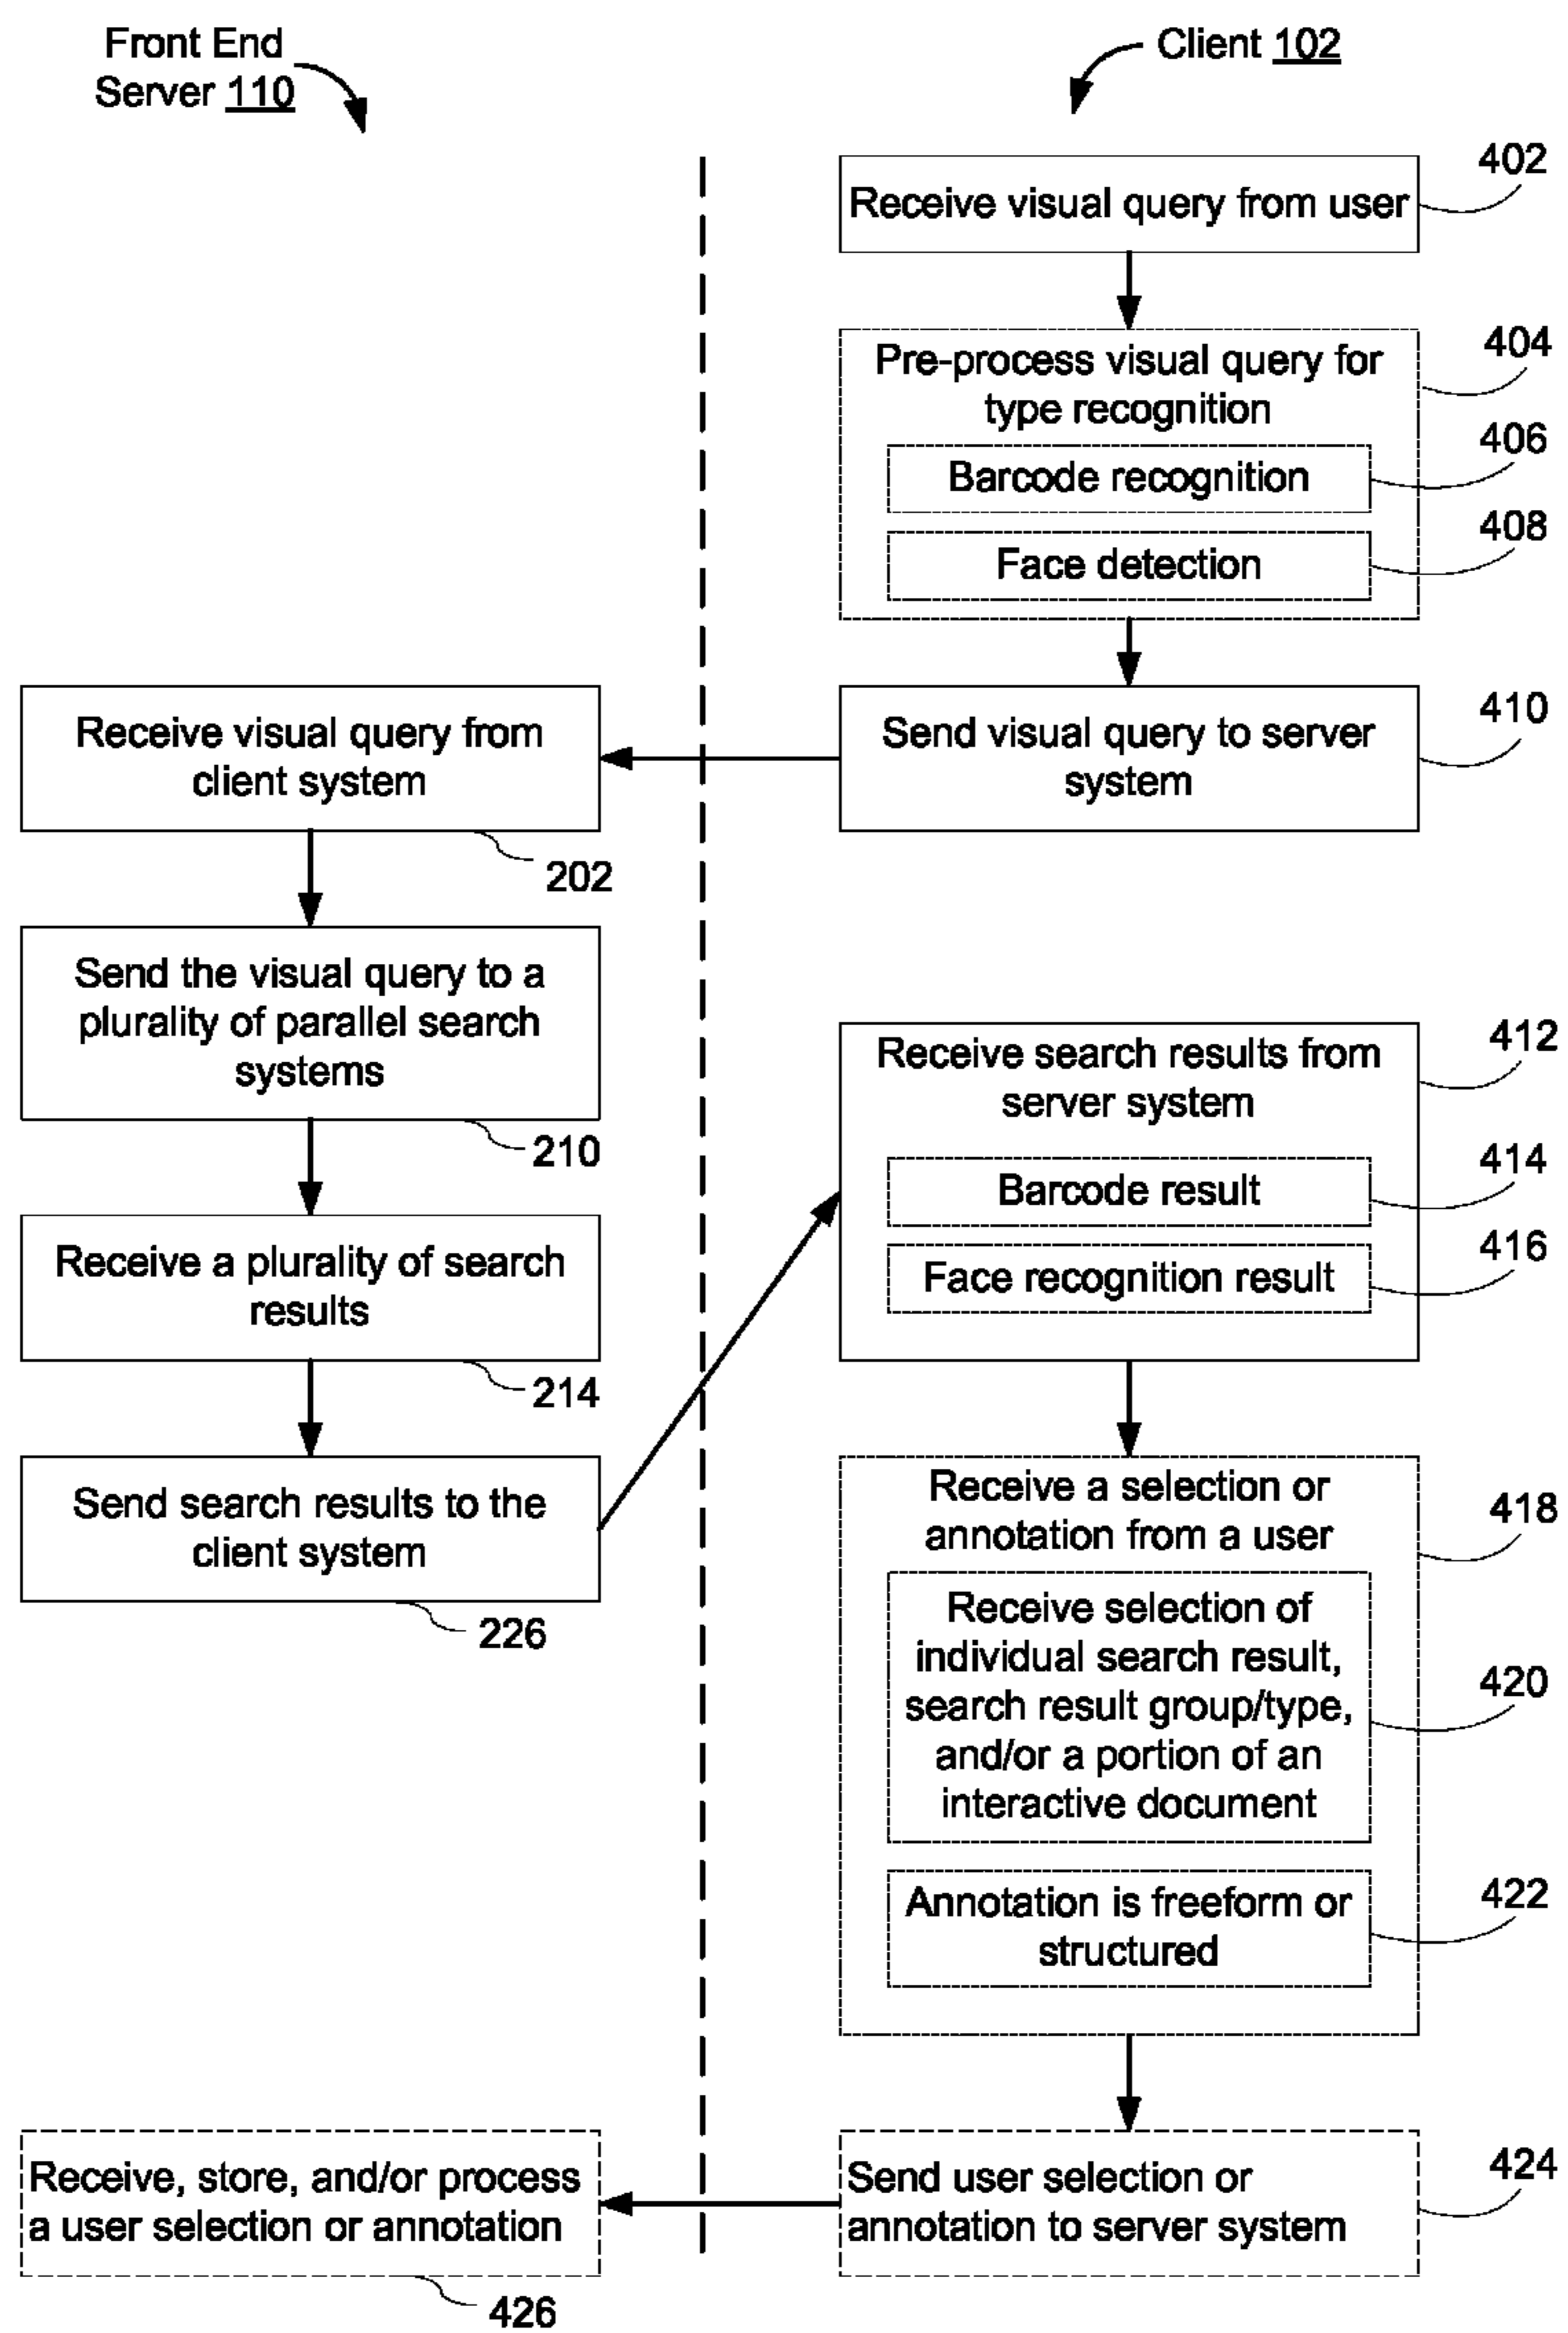 Front End
Server 110
Client 102
402
Receive visual query from user
404
Pre-process visual query for
type recognition
406
Barcode recognition
408
Face detection
410
Send visual query to server
system
Receive visual query from
client system
202
Send the visual query to a
plurality of parallel search
systems
210
412
Receive search results from
server system
414
Barcode result
416
Face recognition result
Receive a plurality of search
results
214
Send search results to the
client system
226
418
Receive a selection or
annotation from a user
420
Receive selection of
individual search result,
search result group/type,
and/or a portion of an
interactive document
422
Annotation is freeform or
structured
424
Send user selection or
annotation to server system
Receive, store, and/or process
a user selection or annotation
426